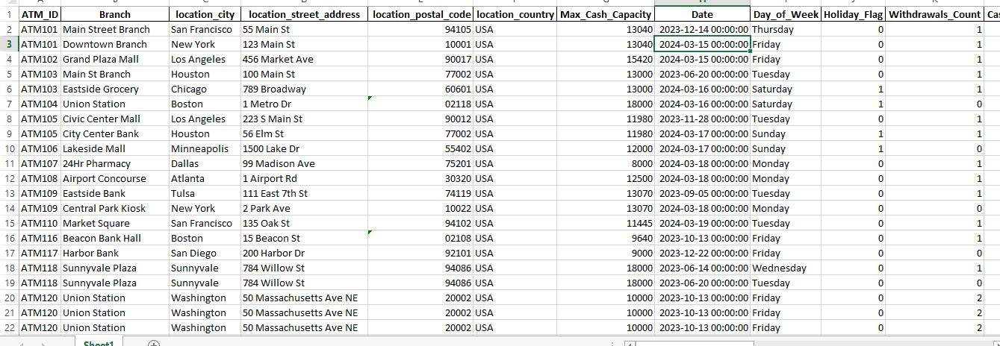 ATM_ID Branch location_city location_street_address location_postal_code location_country Max_Cash_Capacity Date Day_of_Week Holiday_Flag Withdrawals_Count
1
2 ATM101 Main Street Branch San Francisco 55 Main St 94105 USA 13040 2023-12-14 00:00:00 Thursday 0 1
3 ATM101 Downtown Branch New York 123 Main St 10001 USA 13040 2024-03-15 00:00:00 Friday 0 1
4 ATM102 Grand Plaza Mall Los Angeles 456 Market Ave 90017 USA 15420 2024-03-15 00:00:00 Friday 0 1
5 ATM103 Main St Branch Houston 100 Main St 77002 USA 13000 2023-06-20 00:00:00 Tuesday 0 1
6 ATM103 Eastside Grocery Chicago 789 Broadway 60601 USA 13000 2024-03-16 00:00:00 Saturday 1 1
7 ATM104 Union Station Boston 1 Metro Dr 02118 USA 18000 2024-03-16 00:00:00 Saturday 1 0
8 ATM105 Civic Center Mall Los Angeles 223 S Main St 90012 USA 11980 2023-11-28 00:00:00 Tuesday 0 1
9 ATM105 City Center Bank Houston 56 Elm St 77002 USA 11980 2024-03-17 00:00:00 Sunday 1 1
10 ATM106 Lakeside Mall Minneapolis 1500 Lake Dr 55402 USA 12000 2024-03-17 00:00:00 Sunday 1 0
11 ATM107 24Hr Pharmacy Dallas 99 Madison Ave 75201 USA 8000 2024-03-18 00:00:00 Monday 0 1
12 ATM108 Airport Concourse Atlanta 1 Airport Rd 30320 USA 12500 2024-03-18 00:00:00 Monday 0 1
13 ATM109 Eastside Bank Tulsa 111 East 7th St 74119 USA 13070 2023-09-05 00:00:00 Tuesday 0 1
14 ATM109 Central Park Kiosk New York 2 Park Ave 10022 USA 13070 2024-03-18 00:00:00 Monday 0 0
15 ATM110 Market Square San Francisco 135 Oak St 94102 USA 11445 2024-03-19 00:00:00 Tuesday 0 1
16 ATM116 Beacon Bank Hall Boston 15 Beacon St 02108 USA 9640 2023-10-13 00:00:00 Friday 0 1
17 ATM117 Harbor Bank San Diego 200 Harbor Dr 92101 USA 9000 2023-12-22 00:00:00 Friday 0 0
18 ATM118 Sunnyvale Plaza Sunnyvale 784 Willow St 94086 USA 18000 2023-06-14 00:00:00 Wednesday 0 1
19 ATM118 Sunnyvale Plaza Sunnyvale 784 Willow St 94086 USA 18000 2023-06-20 00:00:00 Tuesday 0 0
20 ATM120 Union Station Washington 50 Massachusetts Ave NE 20002 USA 10000 2023-10-13 00:00:00 Friday 0 2
21 ATM120 Union Station Washington 50 Massachusetts Ave NE 20002 USA 10000 2023-10-13 00:00:00 Friday 0 2
22 ATM120 Union Station Washington 50 Massachusetts Ave NE 20002 USA 10000 2023-10-13 00:00:00 Friday 0 2
Sheet1